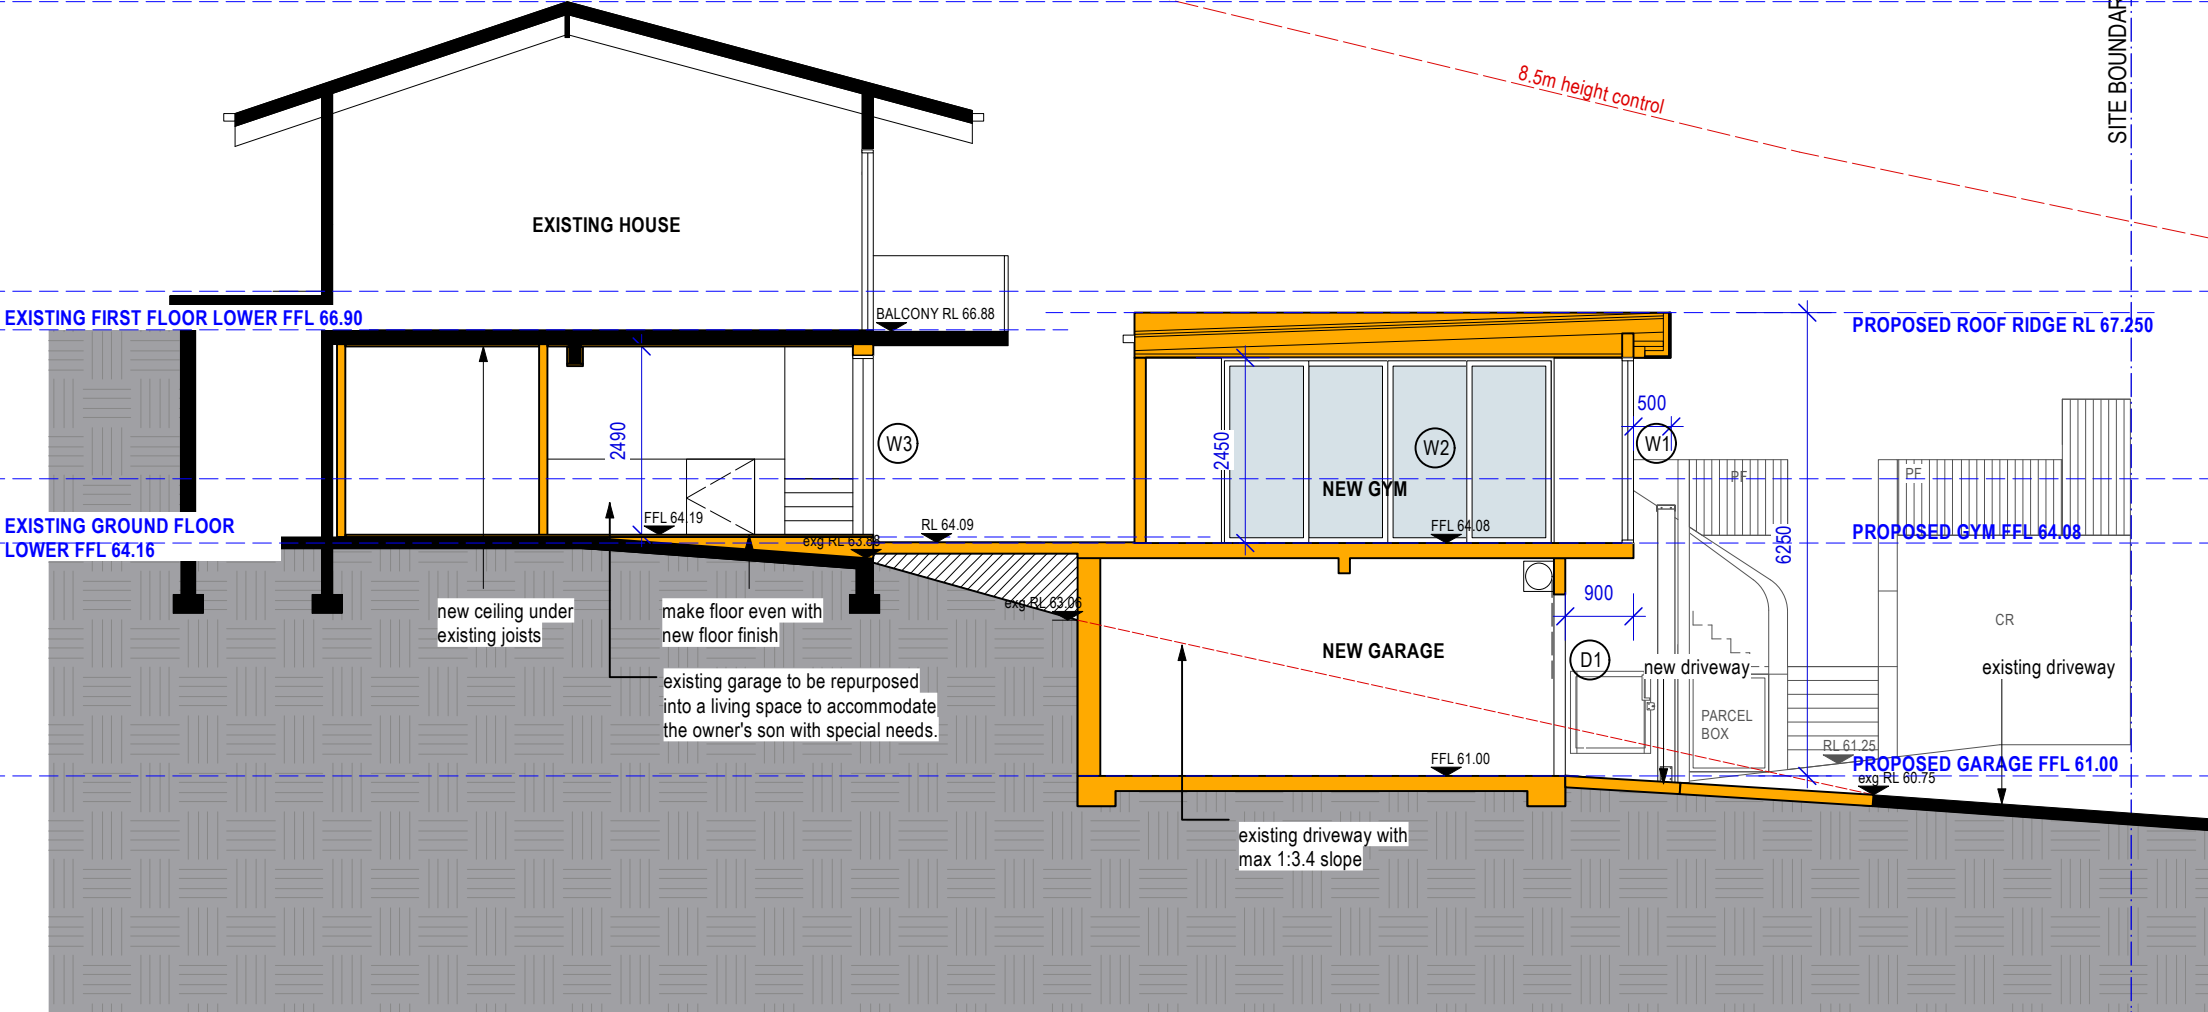 8.5m height control
SITE BOUNDAR
EXISTING HOUSE
BALCONY RL 66.88
EXISTING FIRST FLOOR LOWER FFL 66.90
PROPOSED ROOF RIDGE RL 67.250
500
2490
W3
2450
W2
W1
PF
PF
NEW GYM
FFL 64.19
RL 64.09
FFL 64.08
EXISTING GROUND FLOOR
LOWER FFL 64.16
exg RL 63.88
6250
PROPOSED GYM FFL 64.08
900
exg RL 63.06
new ceiling under
existing joists
make floor even with
new floor finish
CR
NEW GARAGE
D1
new driveway
existing driveway
existing garage to be repurposed
into a living space to accommodate
the owner's son with special needs.
PARCEL
BOX
RL 61.25
FFL 61.00
PROPOSED GARAGE FFL 61.00
exg RL 60.75
existing driveway with
max 1:3.4 slope